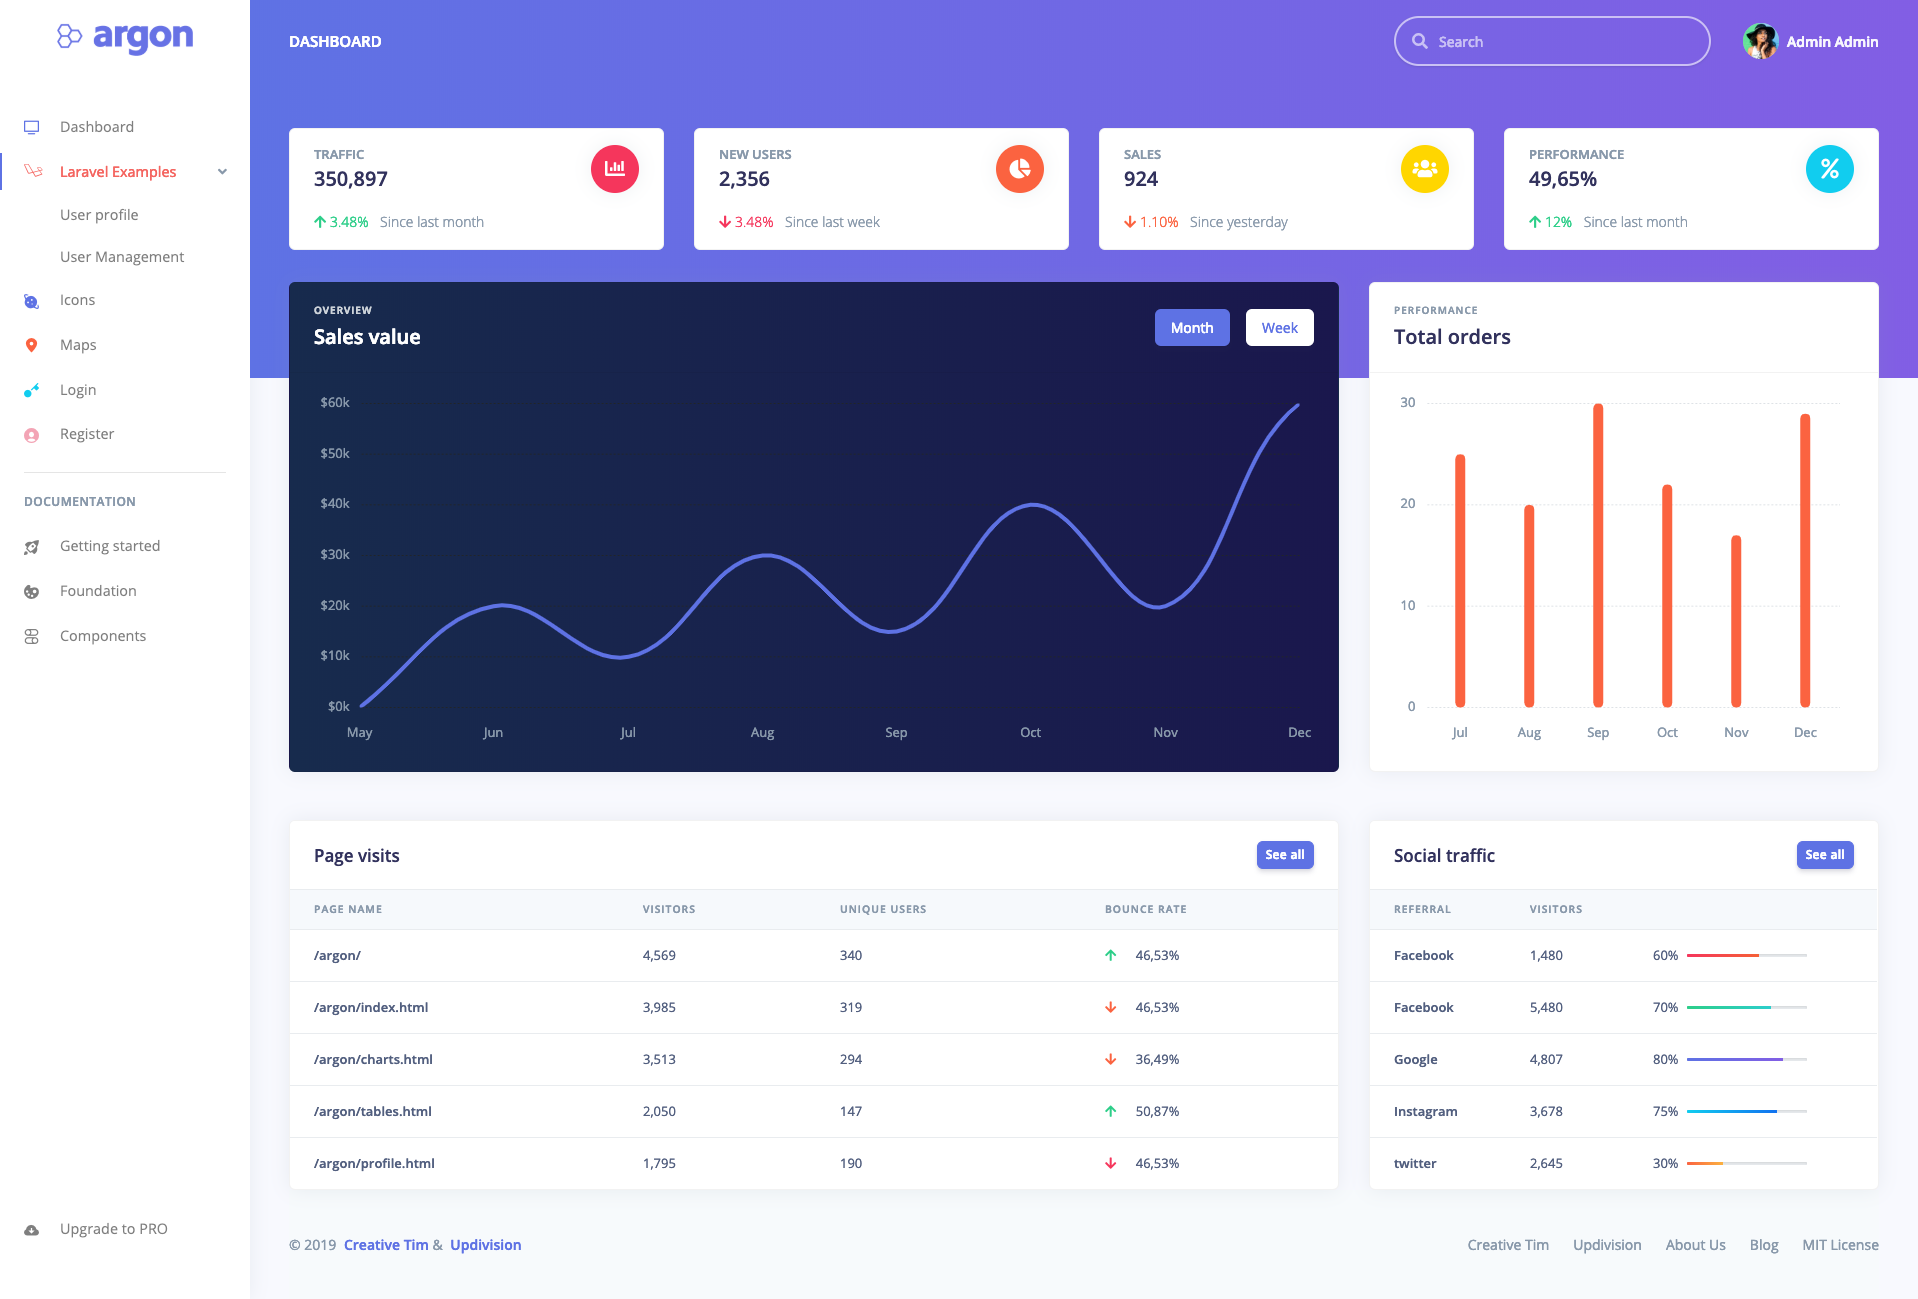 argon
DASHBOARD
Search
Admin Admin
Dashboard
Laravel Examples
User profile
User Management
Icons
Maps
Login
Register
DOCUMENTATION
Getting started
Foundation
Components
Upgrade to PRO
TRAFFIC
350,897
3.48% Since last month
NEW USERS
2,356
3.48% Since last week
SALES
924
1.10% Since yesterday
PERFORMANCE
49,65%
12% Since last month
OVERVIEW
Sales value
Month Week
$60k
$50k
$40k
$30k
$20k
$10k
$0k
May Jun Jul Aug Sep Oct Nov Dec
PERFORMANCE
Total orders
30
20
10
0
Jul Aug Sep Oct Nov Dec
Page visits See all
PAGE NAME VISITORS UNIQUE USERS BOUNCE RATE
/argon/ 4,569 340 46,53%
/argon/index.html 3,985 319 46,53%
/argon/charts.html 3,513 294 36,49%
/argon/tables.html 2,050 147 50,87%
/argon/profile.html 1,795 190 46,53%
Social traffic See all
REFERRAL VISITORS
Facebook 1,480 60%
Facebook 5,480 70%
Google 4,807 80%
Instagram 3,678 75%
twitter 2,645 30%
© 2019 Creative Tim & Updivision
Creative Tim Updivision About Us Blog MIT License